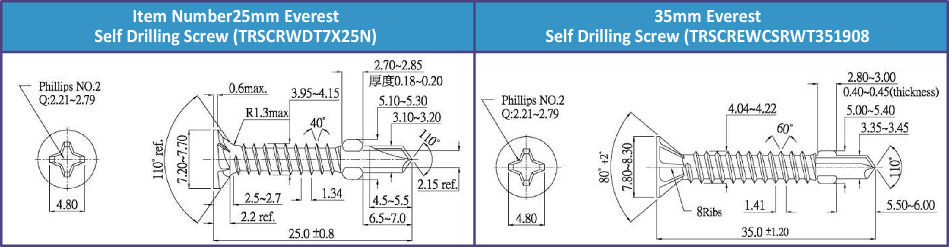 Item Number25mm Everest
Self Drilling Screw (TRSCRWDT7X25N)
35mm Everest
Self Drilling Screw (TRSCREWCSRWT351908
Phillips NO.2
Q:2.21~2.79
4.80
0.6max.
R1.3max
3.95~4.15
40°
2.70~2.85
厚度0.18~0.20
5.10~5.30
3.10~3.20
110°
110° ref.
7.20~7.70
2.15 ref.
2.5~2.7
1.34
4.5~5.5
2.2 ref.
6.5~7.0
25.0 ±0.8
Phillips NO.2
Q:2.21~2.79
4.80
4.04~4.22
60°
2.80~3.00
0.40~0.45(thickness)
5.00~5.40
3.35~3.45
80° +2°
7.80~8.30
110°
8Ribs
1.41
5.50~6.00
35.0 ±1.20